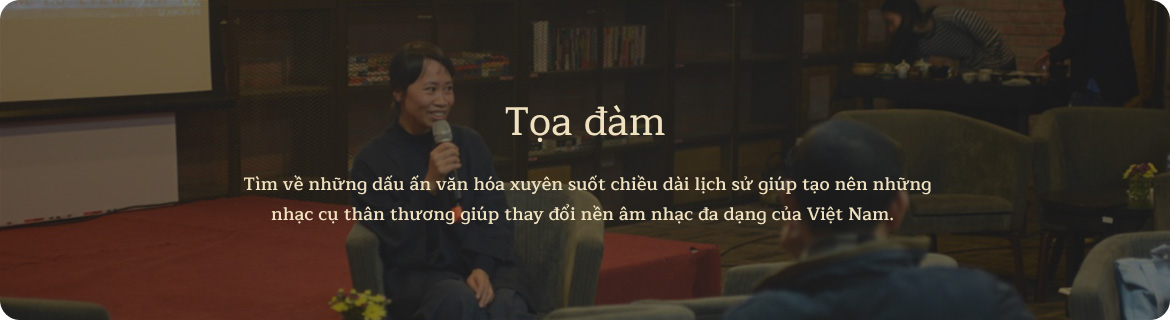 Tọa đàm
Tìm về những dấu ấn văn hóa xuyên suốt chiều dài lịch sử giúp tạo nên những
nhạc cụ thân thương giúp thay đổi nền âm nhạc đa dạng của Việt Nam.